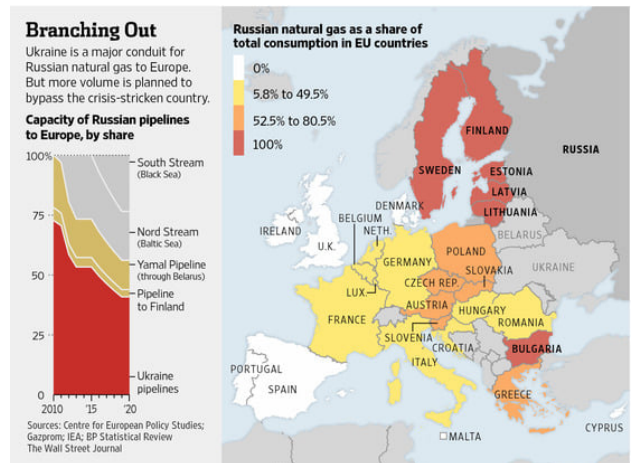 Branching Out
Ukraine is a major conduit for
Russian natural gas to Europe.
But more volume is planned to
bypass the crisis-stricken country.
Capacity of Russian pipelines
to Europe, by share
100%
75
50
25
0
2010
'15
'20
South Stream
(Black Sea)
Nord Stream
(Baltic Sea)
Yamal Pipeline
(through Belarus)
Pipeline
to Finland
Ukraine
pipelines
Sources: Centre for European Policy Studies;
Gazprom; IEA; BP Statistical Review
The Wall Street Journal
Russian natural gas as a share of
total consumption in EU countries
0%
5.8% to 49.5%
52.5% to 80.5%
100%
FINLAND
RUSSIA
SWEDEN
ESTONIA
LATVIA
LITHUANIA
DENMARK
BELGIUM
NETH.
IRELAND
U.K.
BELARUS
POLAND
GERMANY
UKRAINE
SLOVAKIA
CZECH REP.
LUX.
AUSTRIA
HUNGARY
FRANCE
ROMANIA
SLOVENIA
CROATIA
BULGARIA
ITALY
PORTUGAL
SPAIN
GREECE
CYPRUS
MALTA